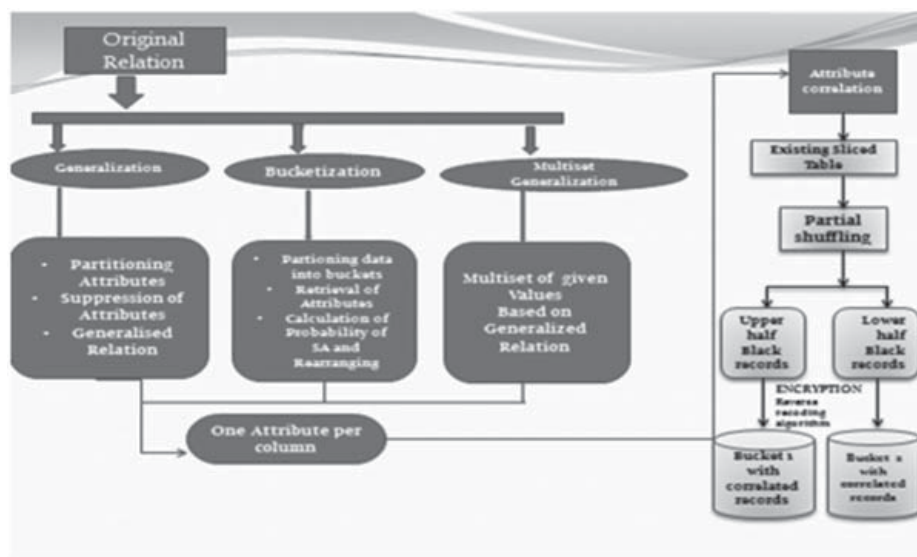 Original
Relation
Generalization
Bucketization
Multiset
Generalization
• Partitioning
Attributes
• Suppression of
Attributes
• Generalised
Relation
• Partioning data
into buckets
• Retrieval of
Attributes
• Calculation of
Probability of
SA and
Rearranging
Multiset of given
Values
Based on
Generalized
Relation
One Attribute per
column
Attribute
correlation
Existing Sliced
Table
Partial
shuffling
Upper
half
Black
records
Lower
half
Black
records
ENCRYPTION
Reverse
recoding
algorithm
Bucket 1
with
correlated
records
Bucket 2
with
correlated
records